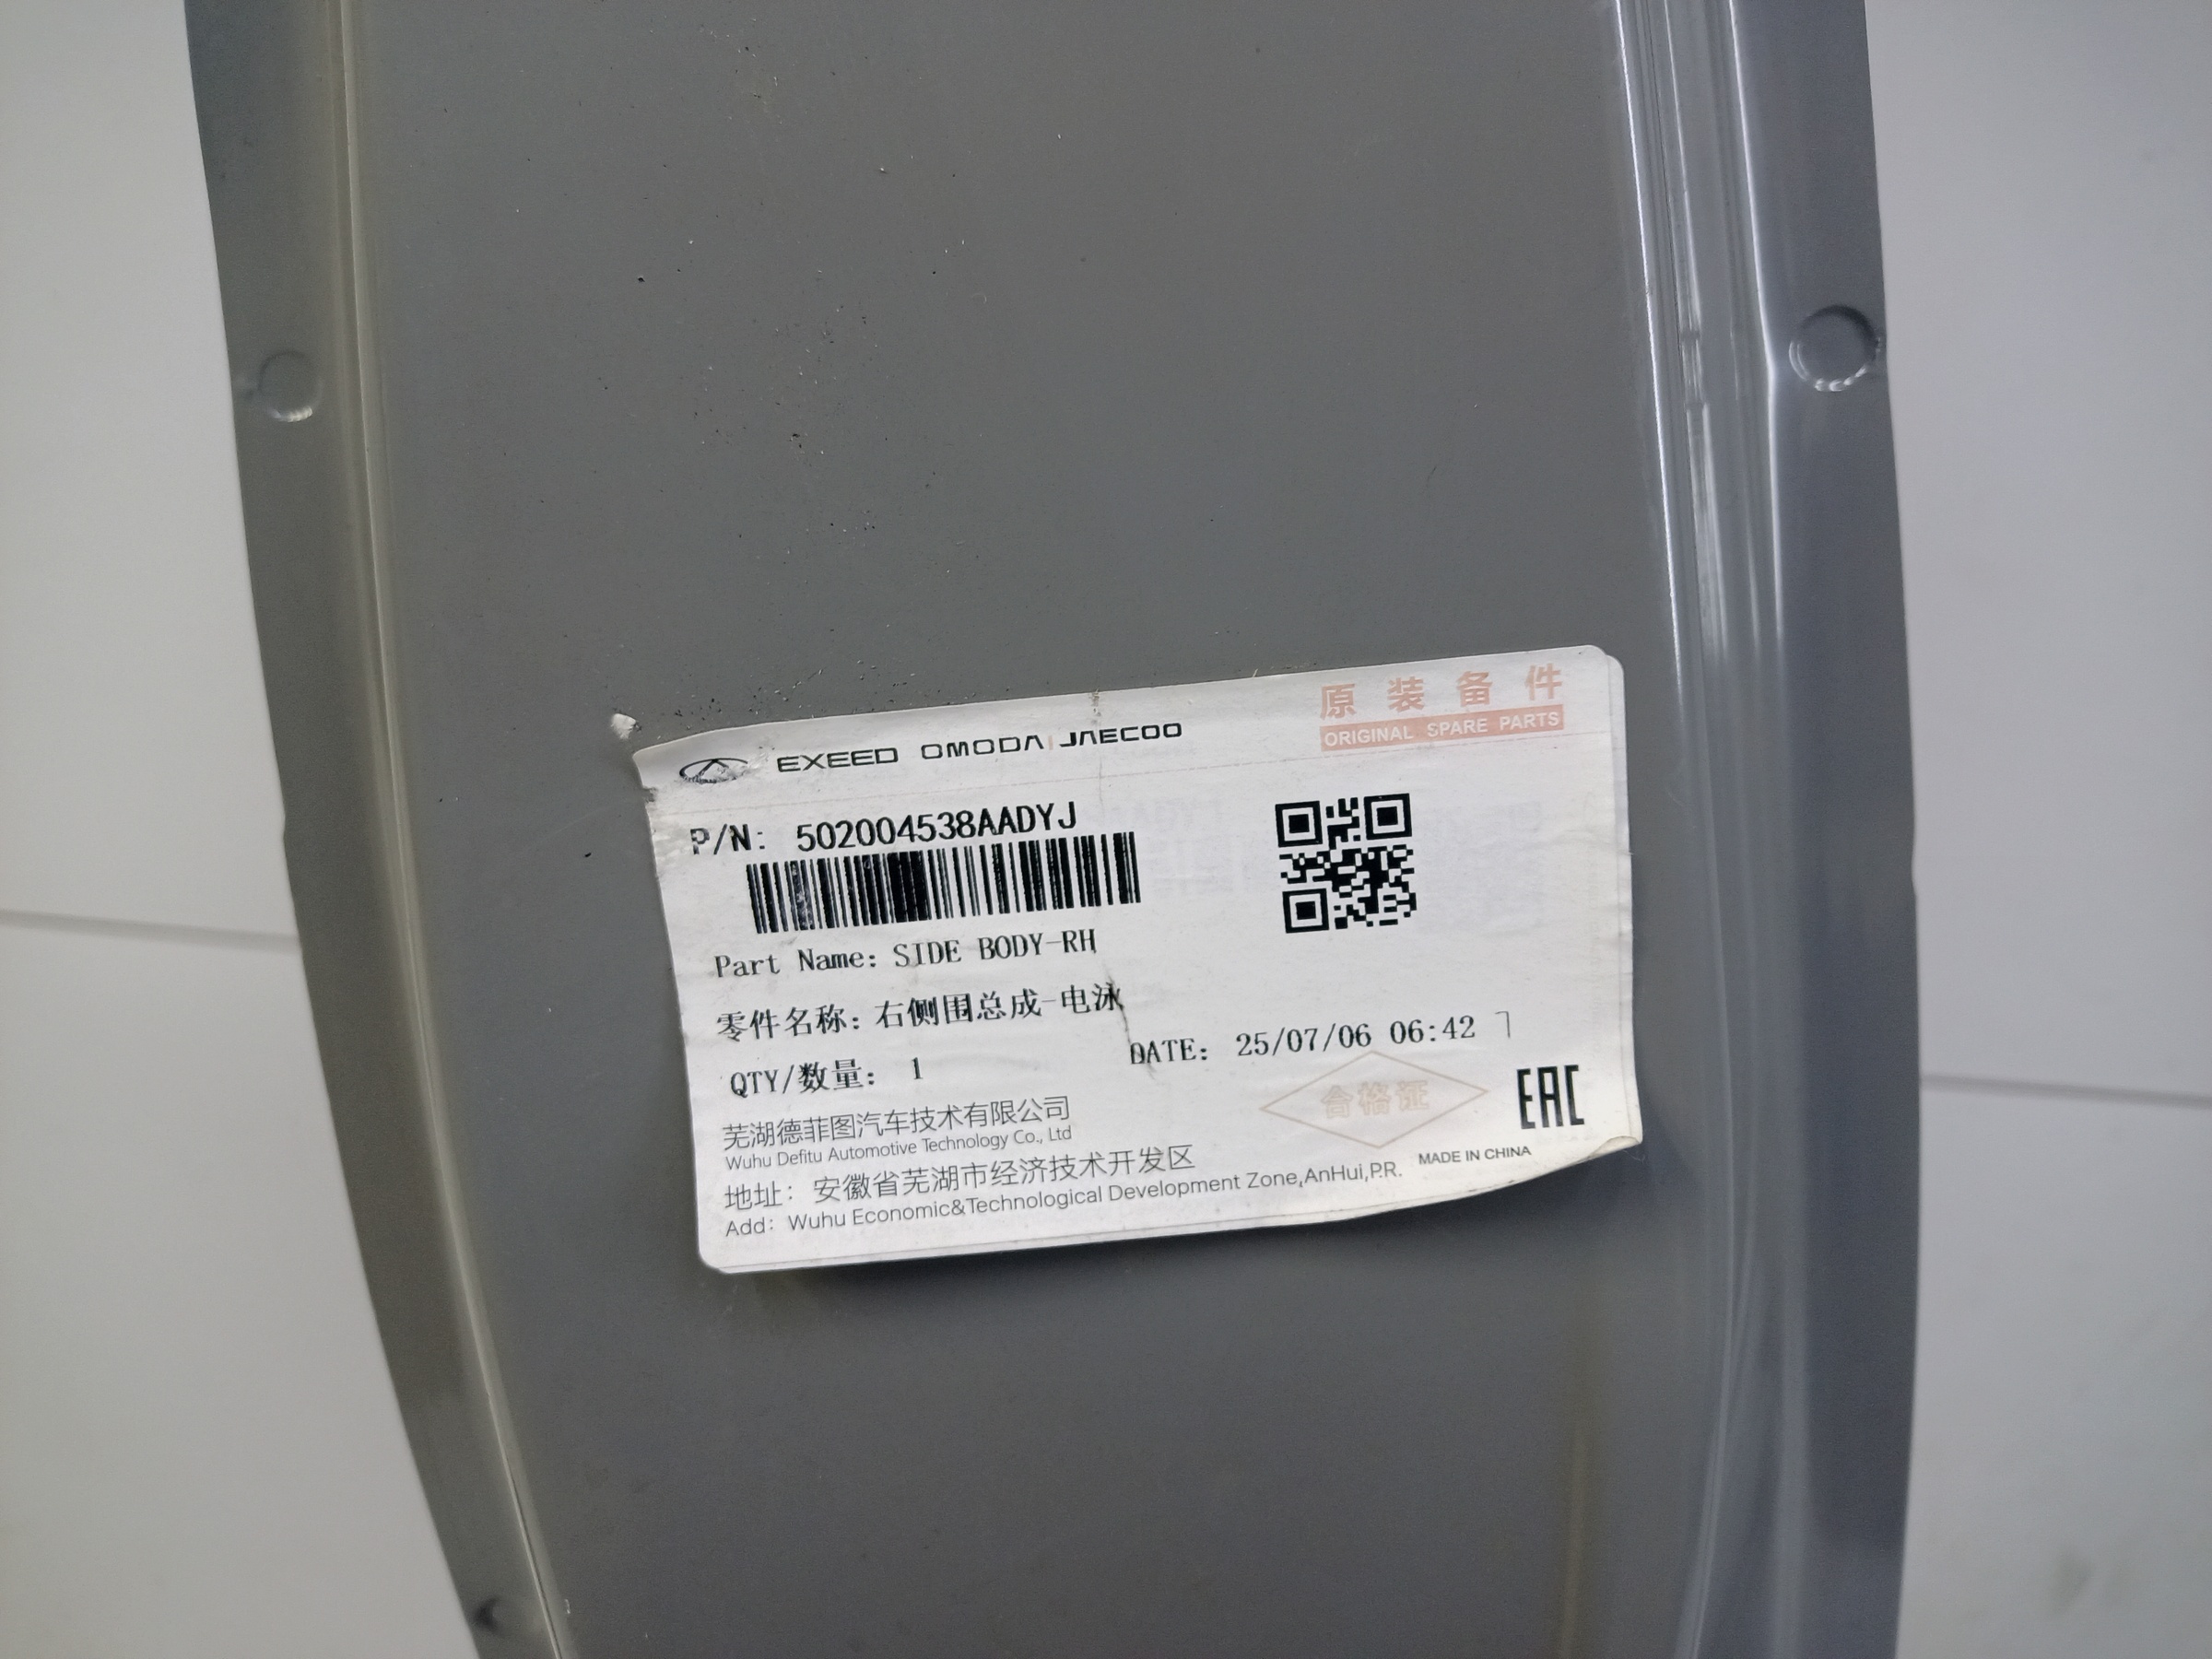 EXEED OMODA JAECOO
原装备件
ORIGINAL SPARE PARTS
P/N: 502004538AADYJ
Part Name: SIDE BODY-RH
零件名称: 右侧围总成-电泳
QTY/数量: 1
DATE: 25/07/06 06:42
合格证
EAC
芜湖德菲图汽车技术有限公司
Wuhu Defitu Automotive Technology Co., Ltd
地址: 安徽省芜湖市经济技术开发区
Add: Wuhu Economic&Technological Development Zone,AnHui,P.R.
MADE IN CHINA